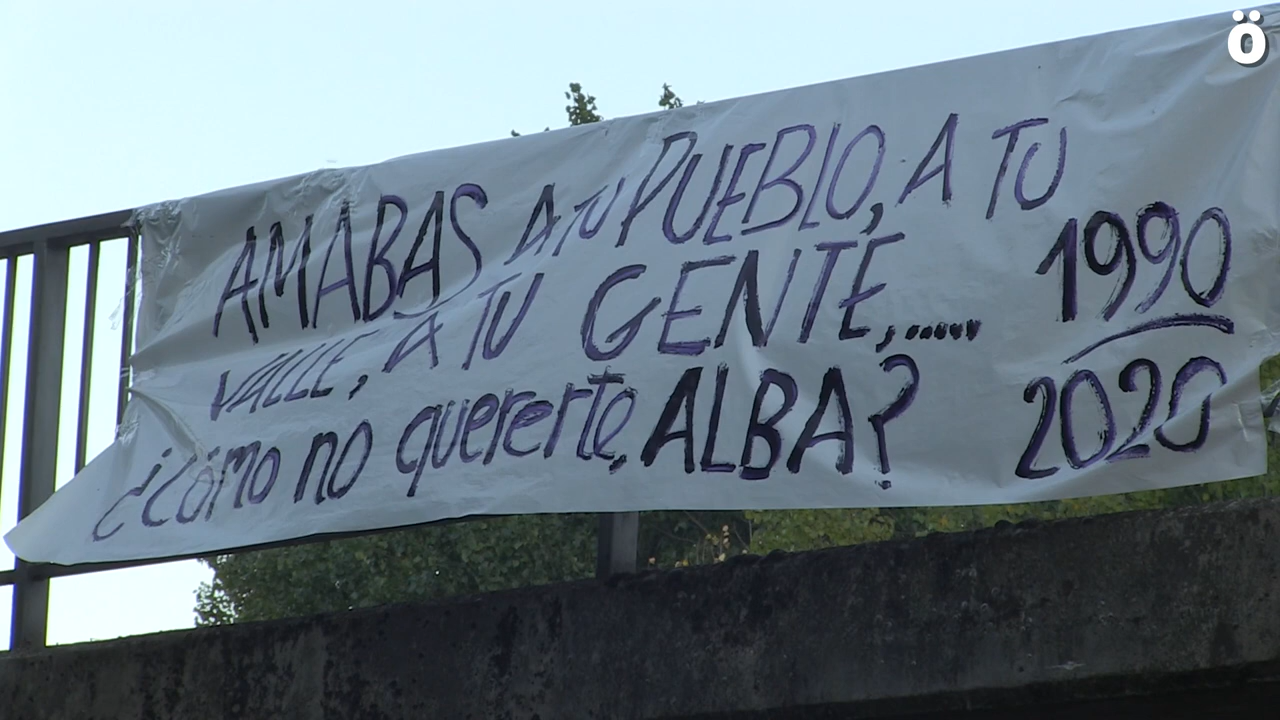 ö
AMABAS A TU PUEBLO, A TU
VALLE, A TU GENTE,.....
¿cómo no quererte, ALBA?
1990
2020